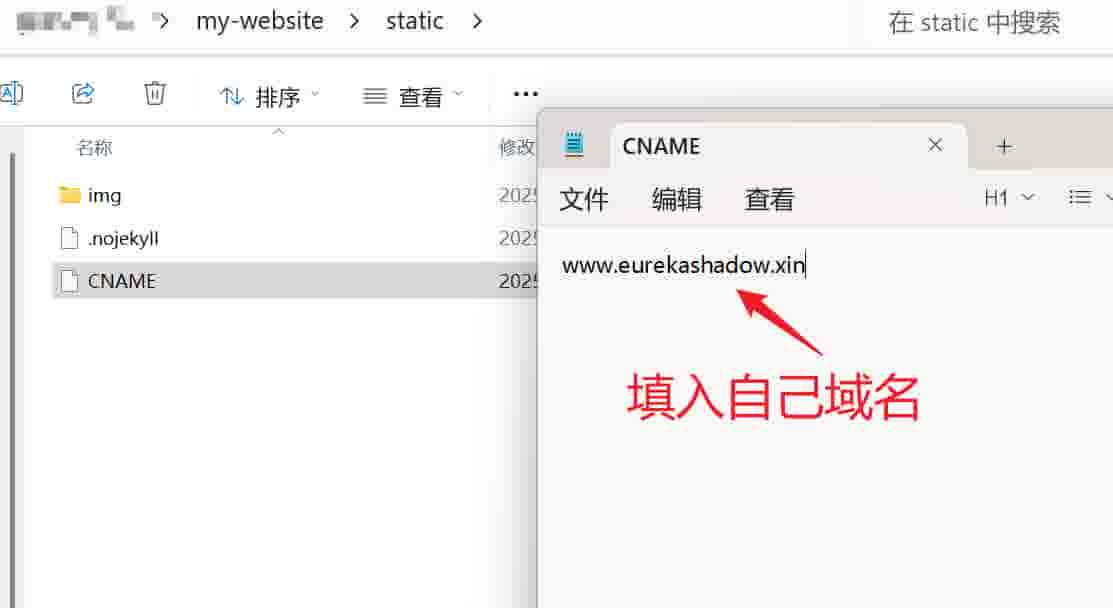 my-website > static >
在 static 中搜索
排序
查看
名称
修改
img
2025
.nojekyll
2025
CNAME
2025
CNAME
文件 编辑 查看
H1
www.eurekashadow.xin
填入自己域名